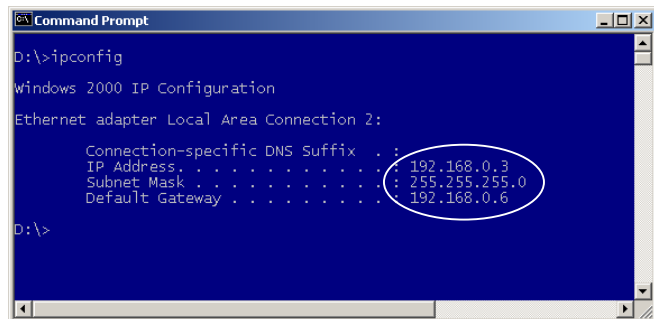 Command Prompt
D:\>ipconfig
Windows 2000 IP Configuration
Ethernet adapter Local Area Connection 2:
Connection-specific DNS Suffix  . :
IP Address. . . . . . . . . . . . : 192.168.0.3
Subnet Mask . . . . . . . . . . . : 255.255.255.0
Default Gateway . . . . . . . . . : 192.168.0.6
D:\>